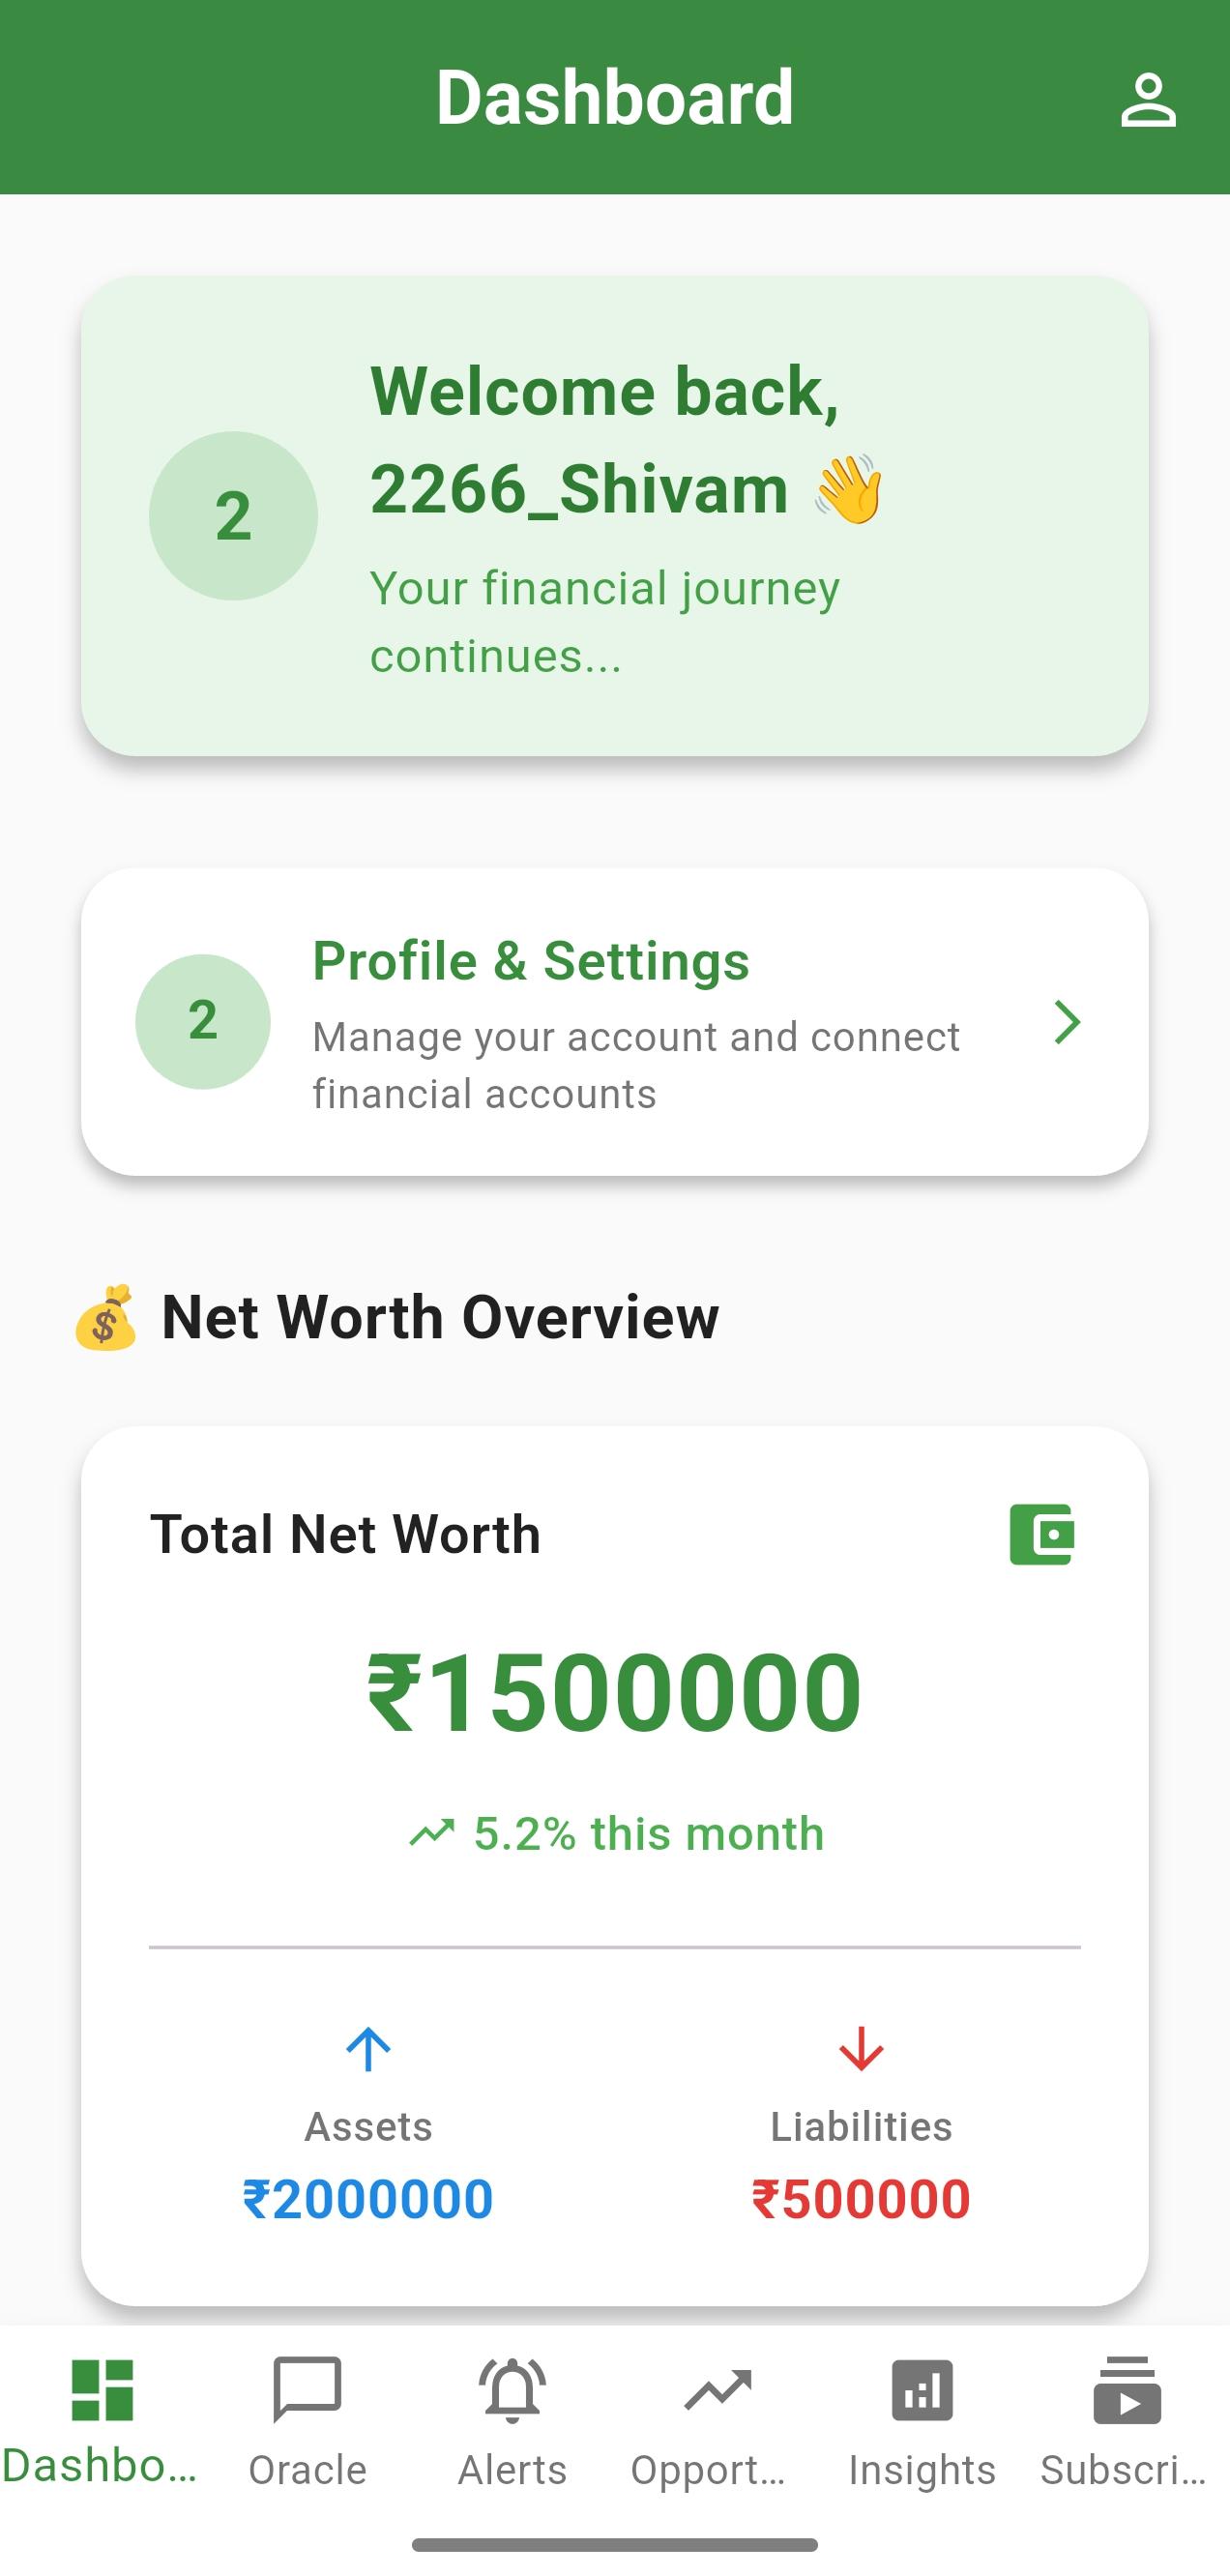 Dashboard
2
Welcome back,
2266_Shivam 👋
Your financial journey
continues...
2
Profile & Settings
Manage your account and connect
financial accounts
💰 Net Worth Overview
Total Net Worth
₹1500000
5.2% this month
Assets
₹2000000
Liabilities
₹500000
Dashbo...
Oracle
Alerts
Opport...
Insights
Subscri...